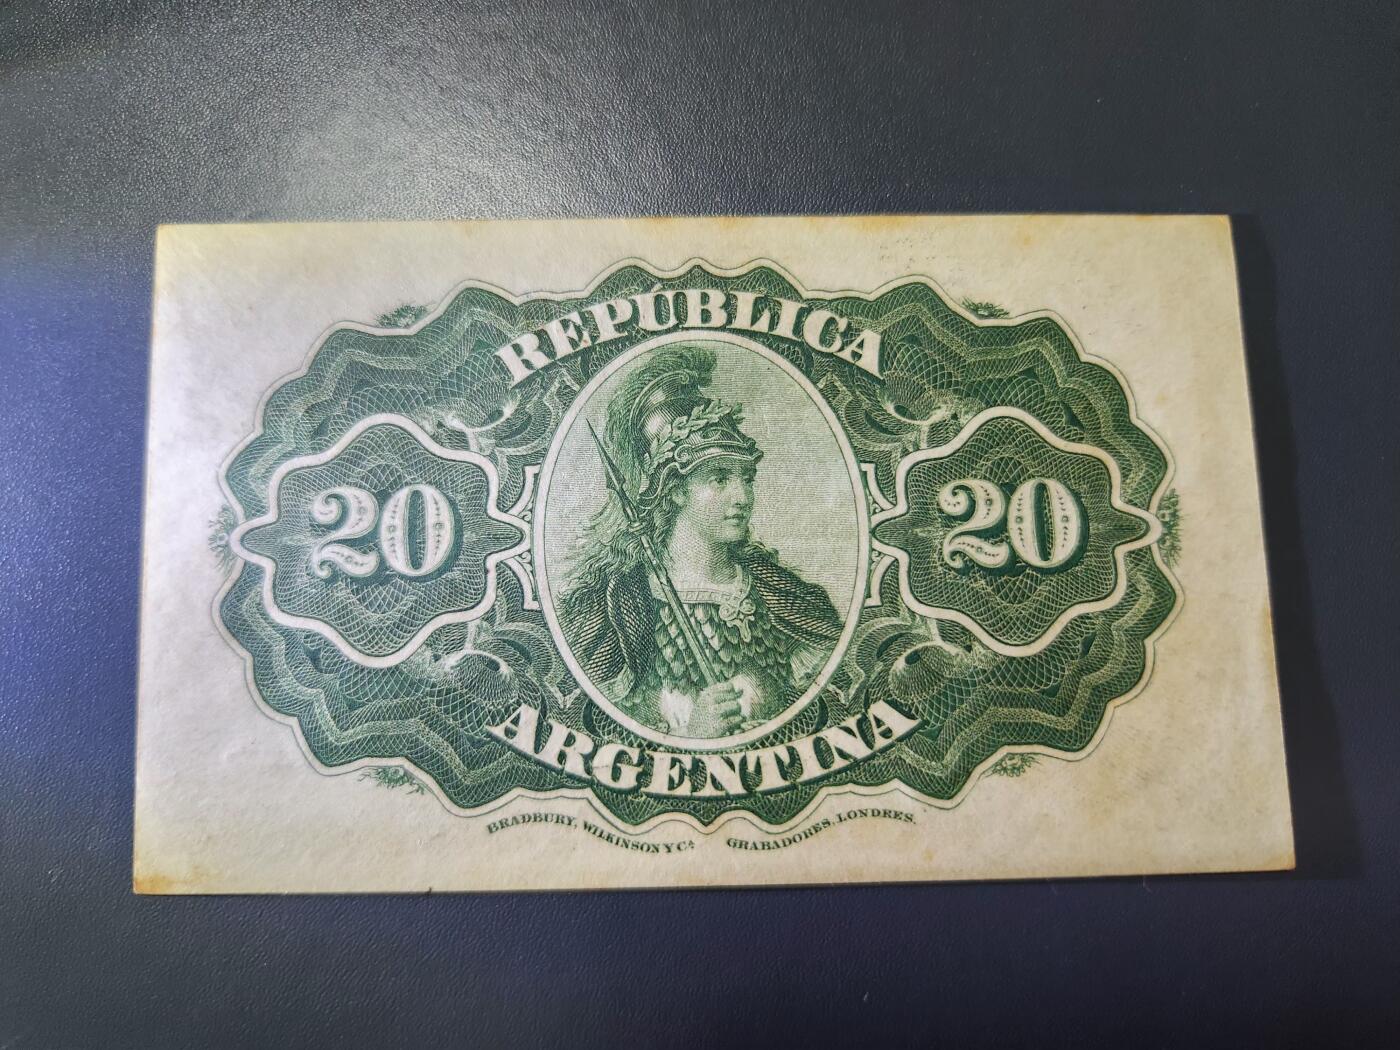 REPÚBLICA
20
20
ARGENTINA
BRADBURY, WILKINSON Y Cª GRABADORES, LONDRES.